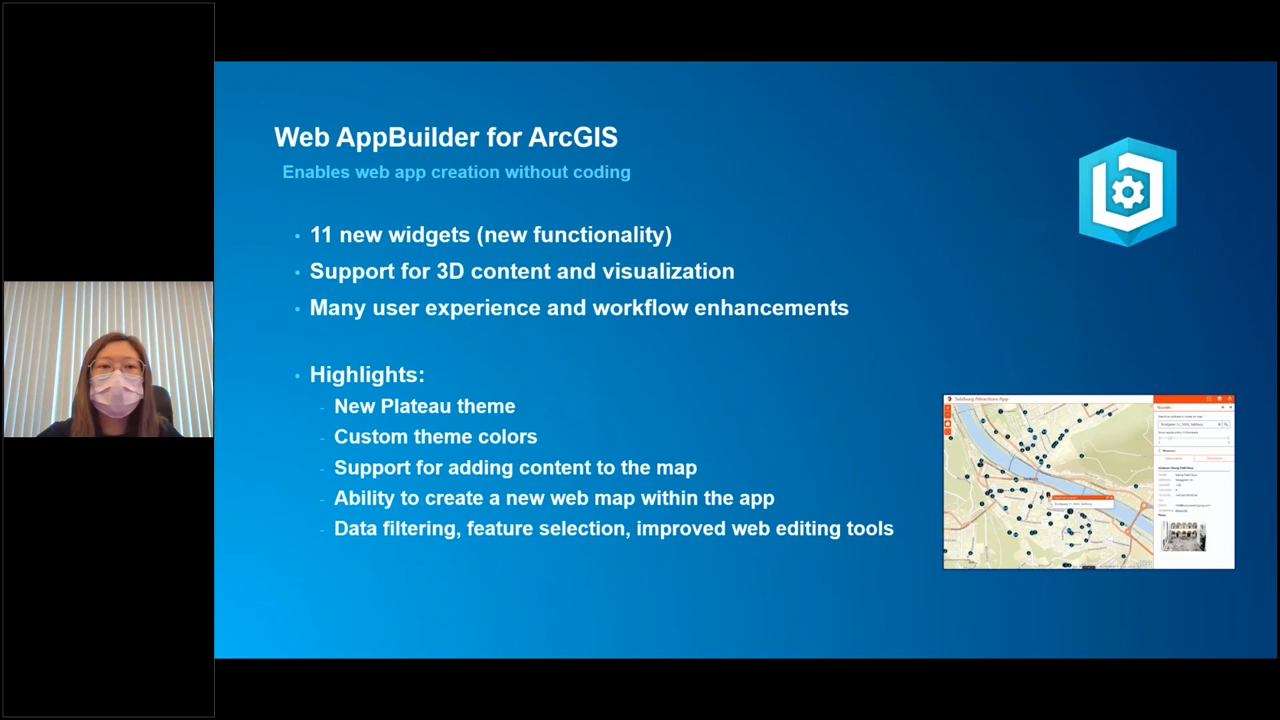 Web AppBuilder for ArcGIS
Enables web app creation without coding
• 11 new widgets (new functionality)
• Support for 3D content and visualization
• Many user experience and workflow enhancements
• Highlights:
- New Plateau theme
- Custom theme colors
- Support for adding content to the map
- Ability to create a new web map within the app
- Data filtering, feature selection, improved web editing tools